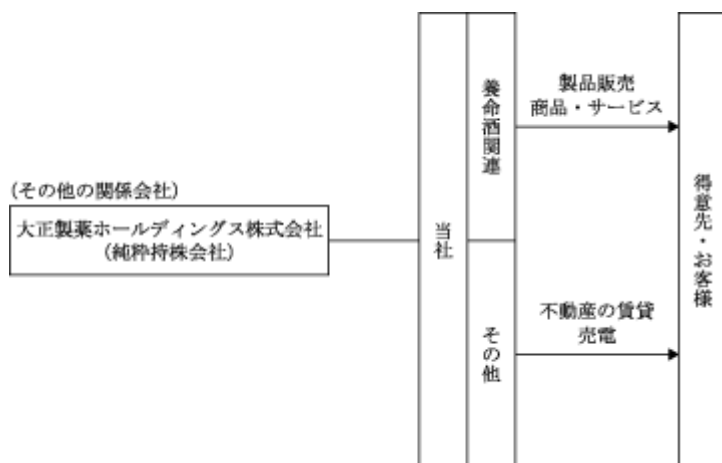 (その他の関係会社)
大正製薬ホールディングス株式会社
(純粋持株会社)
当社
養命酒関連
その他
製品販売
商品・サービス
不動産の賃貸
売電
得意先・お客様